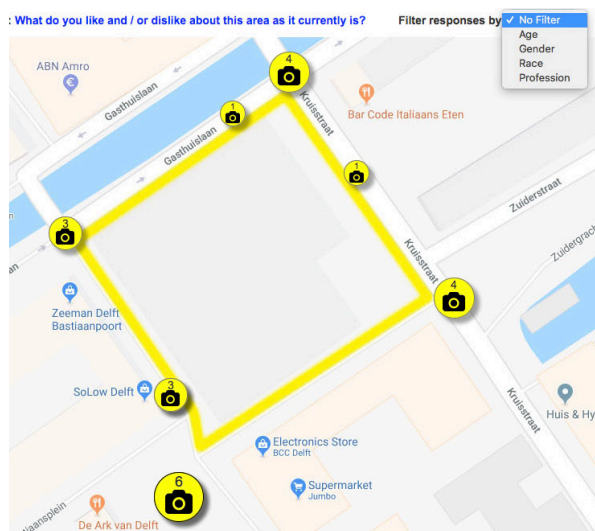 : What do you like and / or dislike about this area as it currently is?
Filter responses by
✓ No Filter
Age
Gender
Race
Profession
ABN Amro
€
Gasthuislaan
4
Kruisstraat
Bar Code Italiaans Eten
1
Gasthuislaan
1
Zuiderstraat
3
Kruisstraat
Zuidergrach
an
4
Zeeman Delft
Bastiaanpoort
3
SoLow Delft
Kruisstraat
Huis & Hy
Electronics Store
BCC Delft
6
Supermarket
Jumbo
tiaansplein
De Ark van Delft